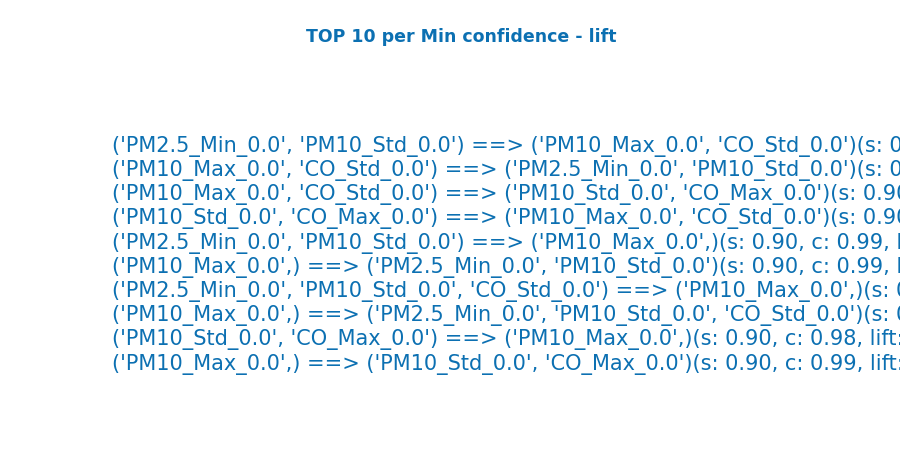 TOP 10 per Min confidence - lift
('PM2.5_Min_0.0', 'PM10_Std_0.0') ==> ('PM10_Max_0.0', 'CO_Std_0.0')(s: 0
('PM10_Max_0.0', 'CO_Std_0.0') ==> ('PM2.5_Min_0.0', 'PM10_Std_0.0')(s: 0
('PM10_Max_0.0', 'CO_Std_0.0') ==> ('PM10_Std_0.0', 'CO_Max_0.0')(s: 0.90
('PM10_Std_0.0', 'CO_Max_0.0') ==> ('PM10_Max_0.0', 'CO_Std_0.0')(s: 0.90
('PM2.5_Min_0.0', 'PM10_Std_0.0') ==> ('PM10_Max_0.0',)(s: 0.90, c: 0.99, l
('PM10_Max_0.0',) ==> ('PM2.5_Min_0.0', 'PM10_Std_0.0')(s: 0.90, c: 0.99, l
('PM2.5_Min_0.0', 'PM10_Std_0.0', 'CO_Std_0.0') ==> ('PM10_Max_0.0',)(s: 0
('PM10_Max_0.0',) ==> ('PM2.5_Min_0.0', 'PM10_Std_0.0', 'CO_Std_0.0')(s: 0
('PM10_Std_0.0', 'CO_Max_0.0') ==> ('PM10_Max_0.0',)(s: 0.90, c: 0.98, lift:
('PM10_Max_0.0',) ==> ('PM10_Std_0.0', 'CO_Max_0.0')(s: 0.90, c: 0.99, lift: